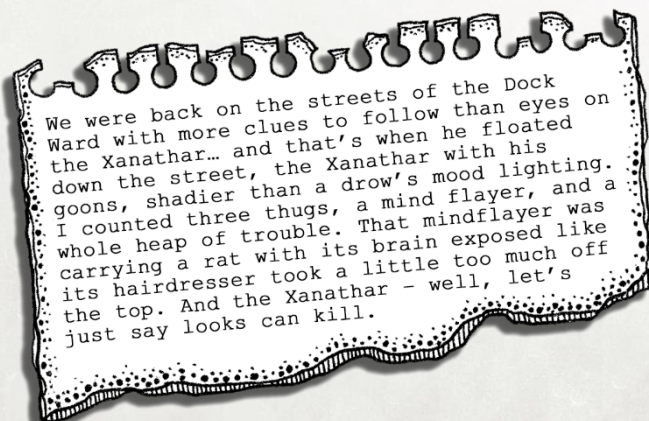 We were back on the streets of the Dock
Ward with more clues to follow than eyes on
the Xanathar… and that’s when he floated
down the street, the Xanathar with his
goons, shadier than a drow’s mood lighting.
I counted three thugs, a mind flayer, and a
whole heap of trouble. That mindflayer was
carrying a rat with its brain exposed like
its hairdresser took a little too much off
the top. And the Xanathar – well, let’s
just say looks can kill.